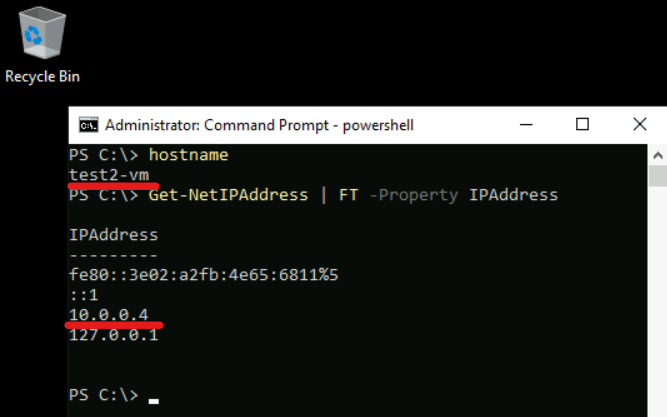 Recycle Bin
Administrator: Command Prompt - powershell
PS C:\> hostname
test2-vm
PS C:\> Get-NetIPAddress | FT -Property IPAddress
IPAddress
---------
fe80::3e02:a2fb:4e65:6811%5
::1
10.0.0.4
127.0.0.1
PS C:\>